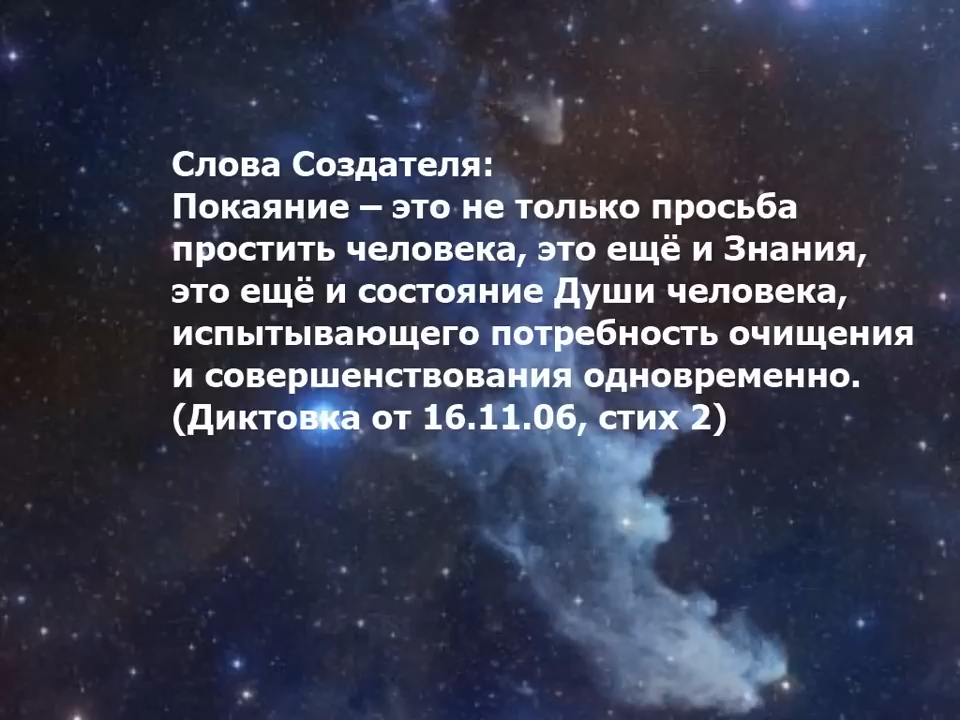 Слова Создателя:
Покаяние – это не только просьба
простить человека, это ещё и Знания,
это ещё и состояние Души человека,
испытывающего потребность очищения
и совершенствования одновременно.
(Диктовка от 16.11.06, стих 2)